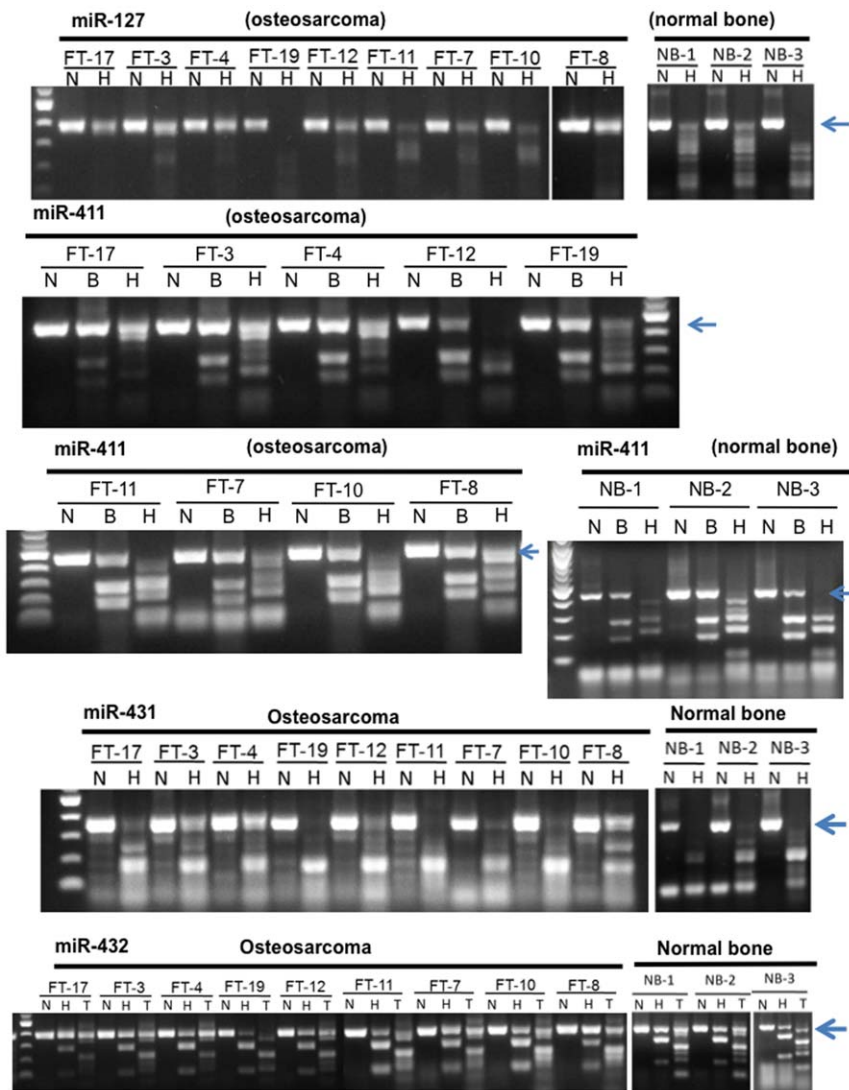 miR-127 (osteosarcoma) (normal bone)
FT-17 FT-3 FT-4 FT-19 FT-12 FT-11 FT-7 FT-10 FT-8 NB-1 NB-2 NB-3
N H N H N H N H N H N H N H N H N H N H N H N H
miR-411 (osteosarcoma)
FT-17 FT-3 FT-4 FT-12 FT-19
N B H N B H N B H N B H N B H
miR-411 (osteosarcoma) miR-411 (normal bone)
FT-11 FT-7 FT-10 FT-8 NB-1 NB-2 NB-3
N B H N B H N B H N B H N B H N B H N B H
miR-431 Osteosarcoma Normal bone
FT-17 FT-3 FT-4 FT-19 FT-12 FT-11 FT-7 FT-10 FT-8 NB-1 NB-2 NB-3
N H N H N H N H N H N H N H N H N H N H N H N H
miR-432 Osteosarcoma Normal bone
FT-17 FT-3 FT-4 FT-19 FT-12 FT-11 FT-7 FT-10 FT-8 NB-1 NB-2 NB-3
N H T N H T N H T N H T N H T N H T N H T N H T N H T N H T N H T N H T